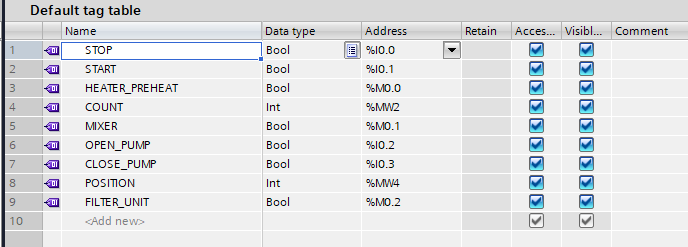 Default tag table
Name Data type Address Retain Acces... Visibl... Comment
1 STOP Bool %I0.0
2 START Bool %I0.1
3 HEATER_PREHEAT Bool %M0.0
4 COUNT Int %MW2
5 MIXER Bool %M0.1
6 OPEN_PUMP Bool %I0.2
7 CLOSE_PUMP Bool %I0.3
8 POSITION Int %MW4
9 FILTER_UNIT Bool %M0.2
10 <Add new>